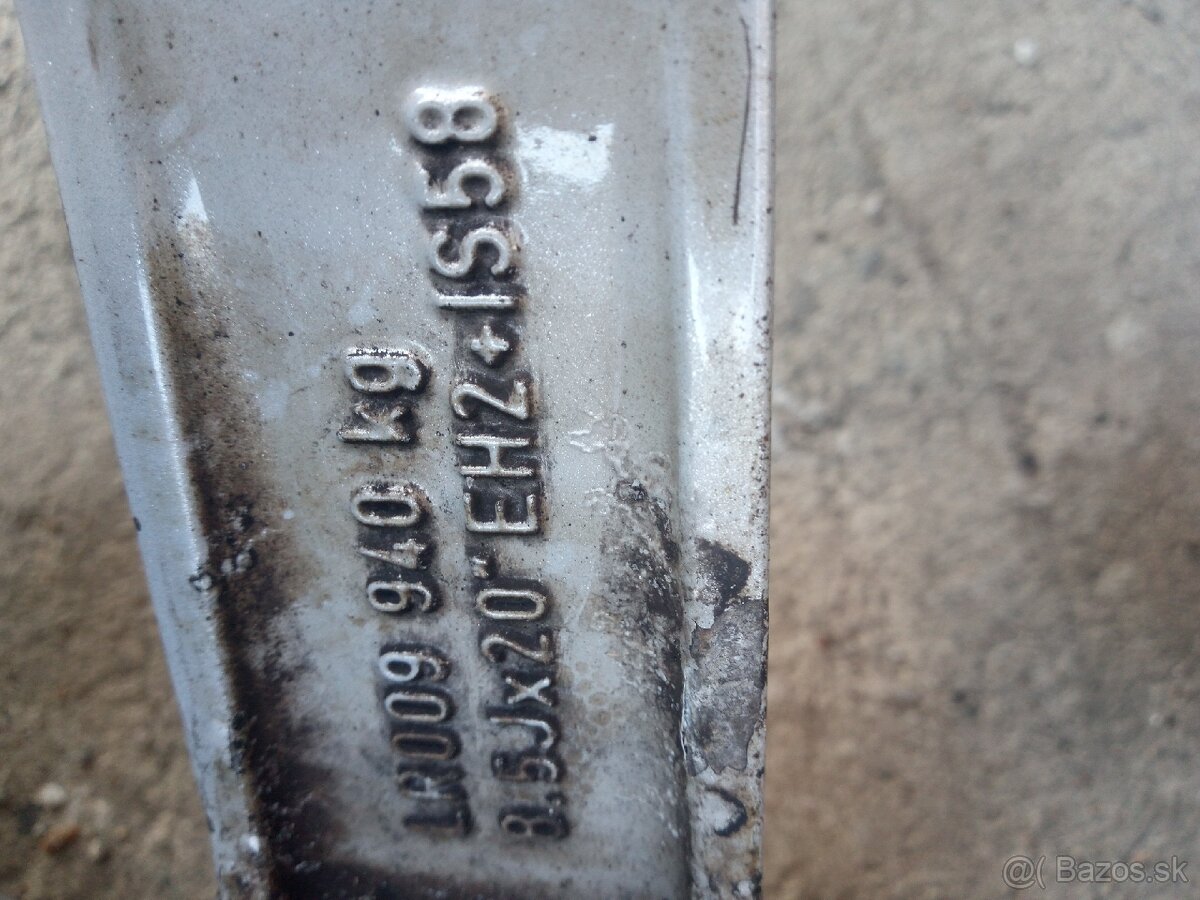 LR009 940 kg
8.5Jx20" EH2+IS58
@( Bazos.sk